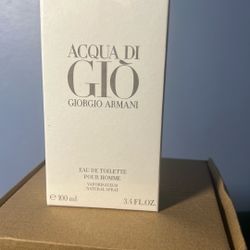 ACQUA DI
GIÒ
GIORGIO ARMANI
EAU DE TOILETTE
POUR HOMME
VAPORISATEUR
NATURAL SPRAY
℮ 100 ml 3.4 FL.OZ.